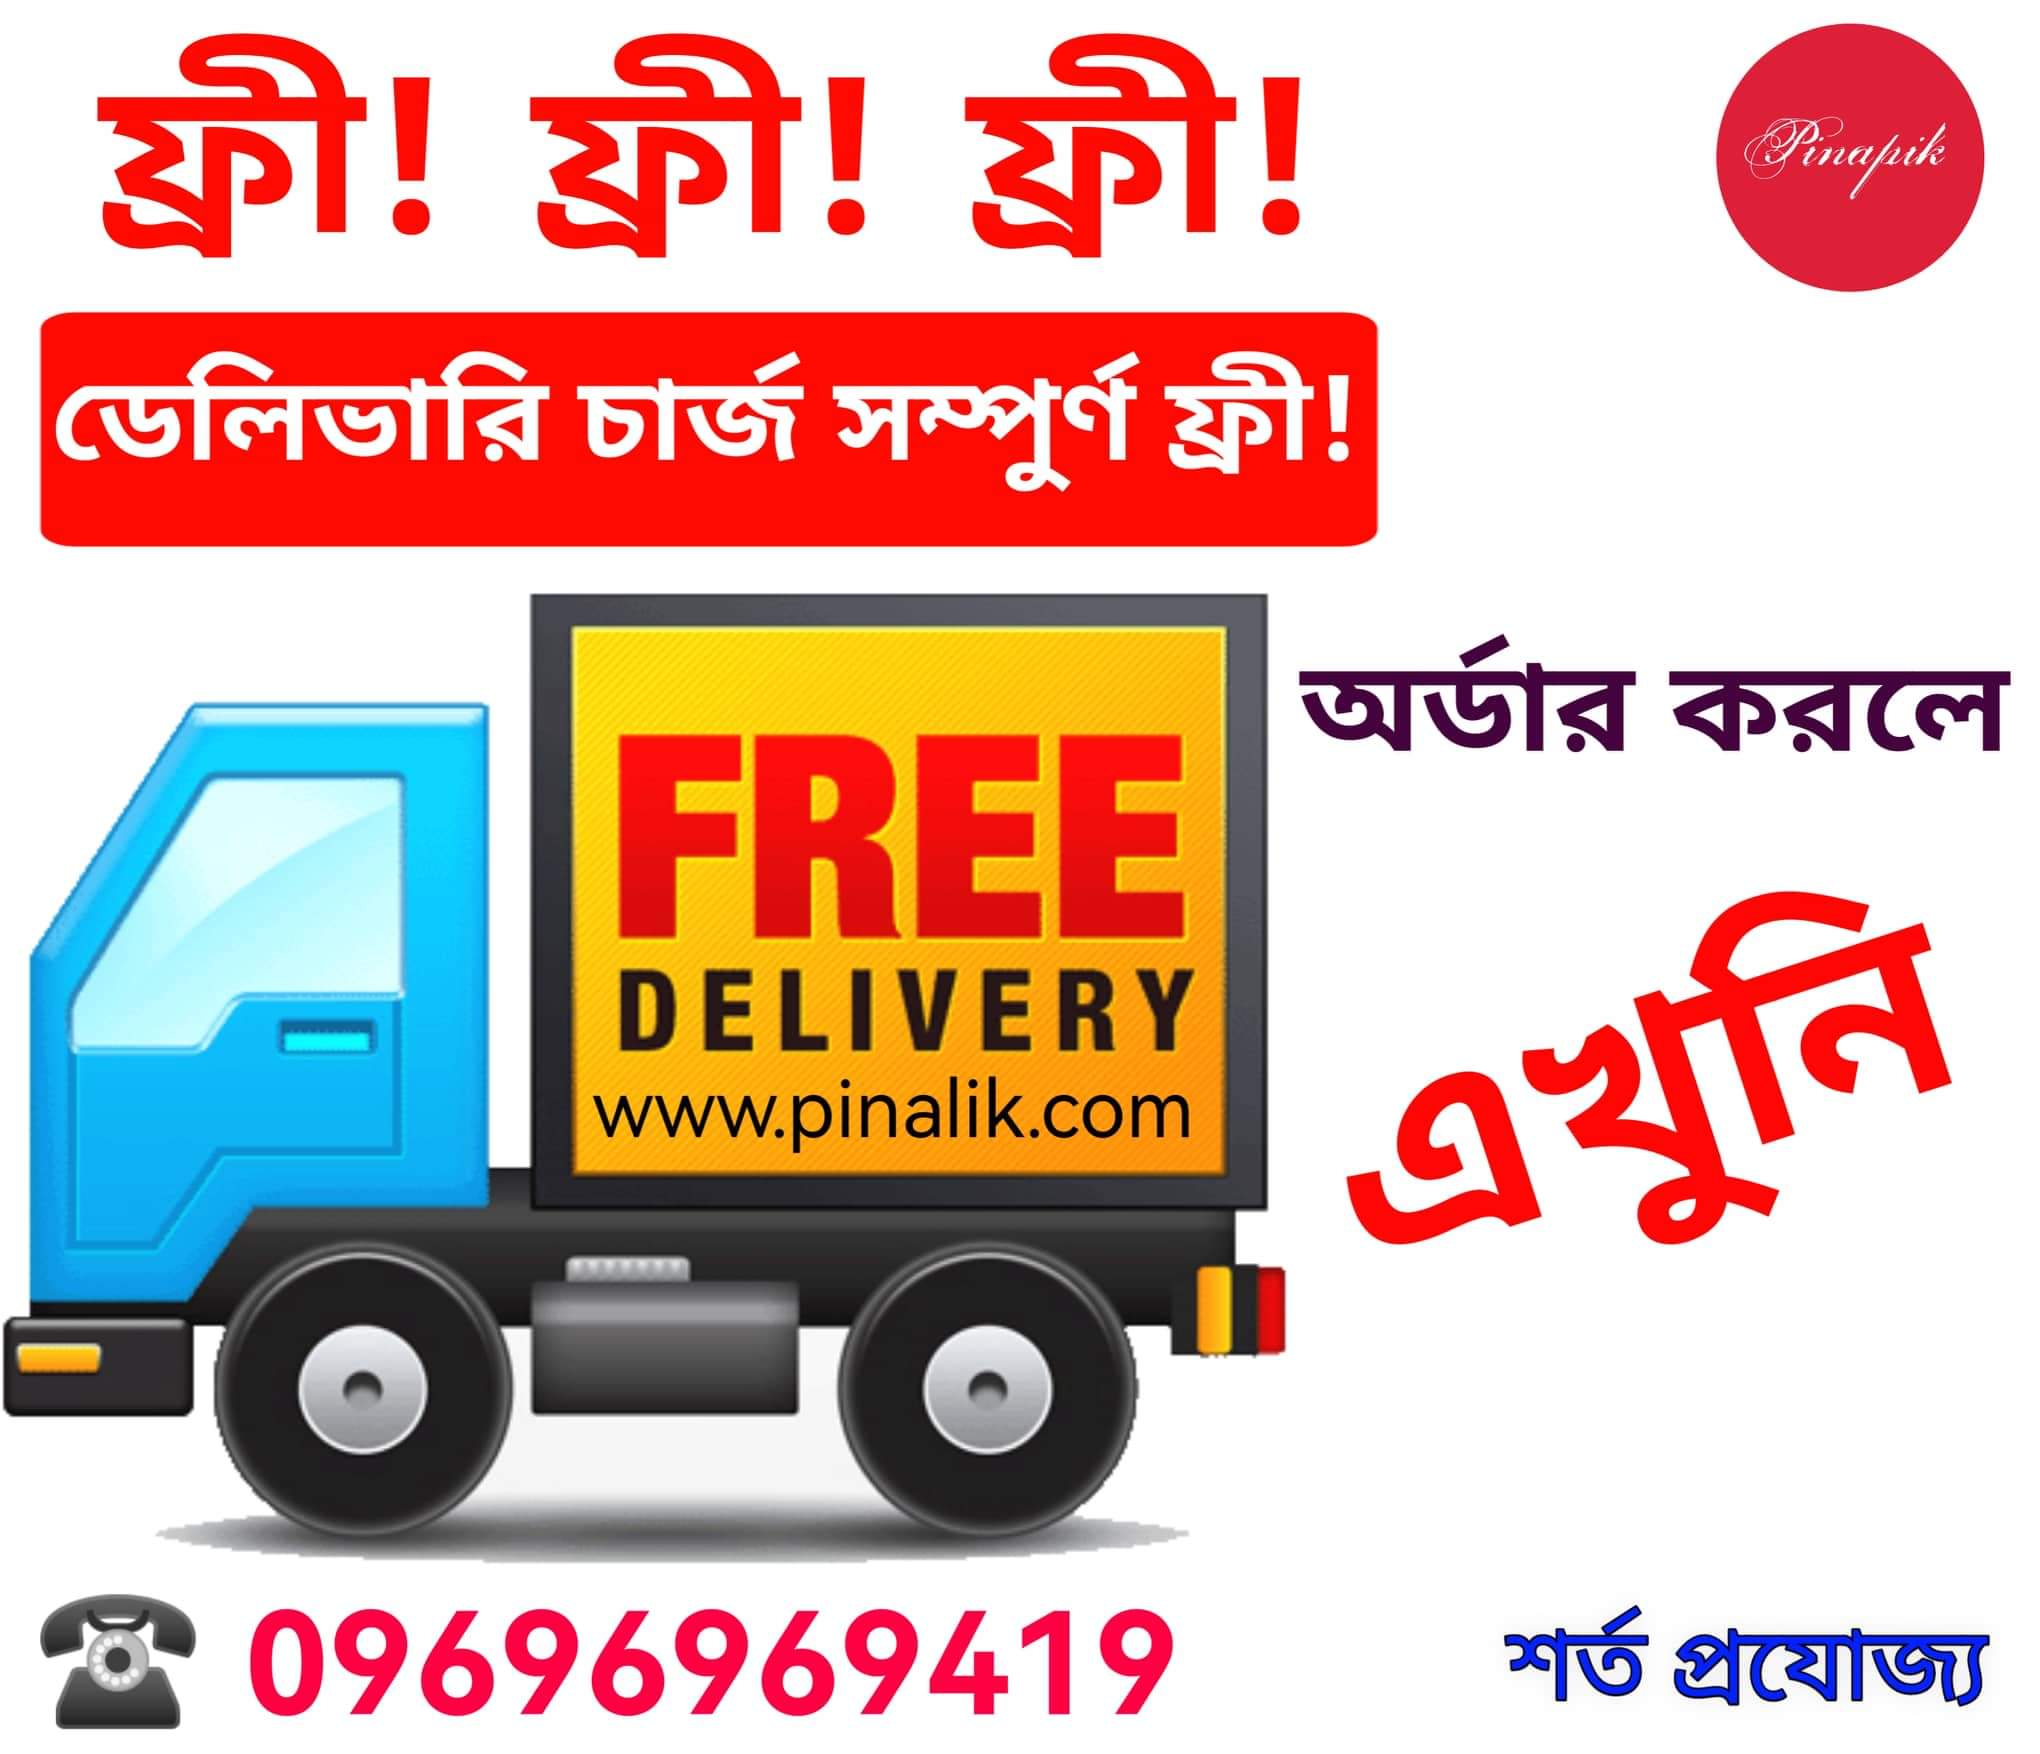 ফ্রী! ফ্রী! ফ্রী!
Pinapik
ডেলিভারি চার্জ সম্পুর্ণ ফ্রী!
অর্ডার করলে
এখুনি
FREE
DELIVERY
www.pinalik.com
09696969419
শর্ত প্রযোজ্য